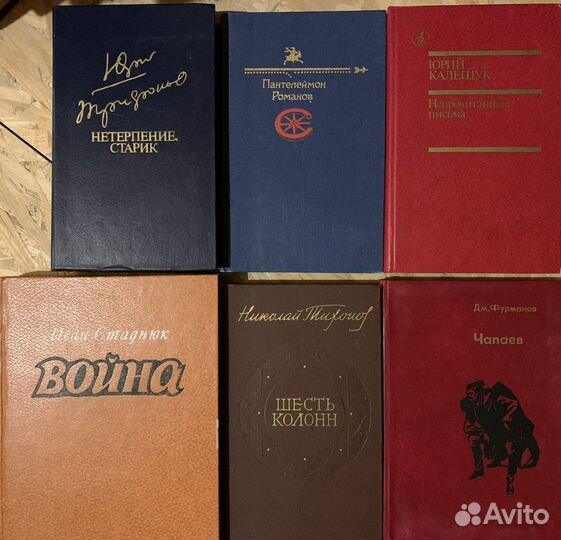 Юрий
Трифонов
НЕТЕРПЕНИЕ.
СТАРИК
Пантелеймон
Романов
ЮРИЙ
КАЛЕЩУК
Непрочитанные
письма
Иван Стаднюк
ВОЙНА
Николай Тихонов
ШЕСТЬ
КОЛОНН
Дм. Фурманов
Чапаев
Avito